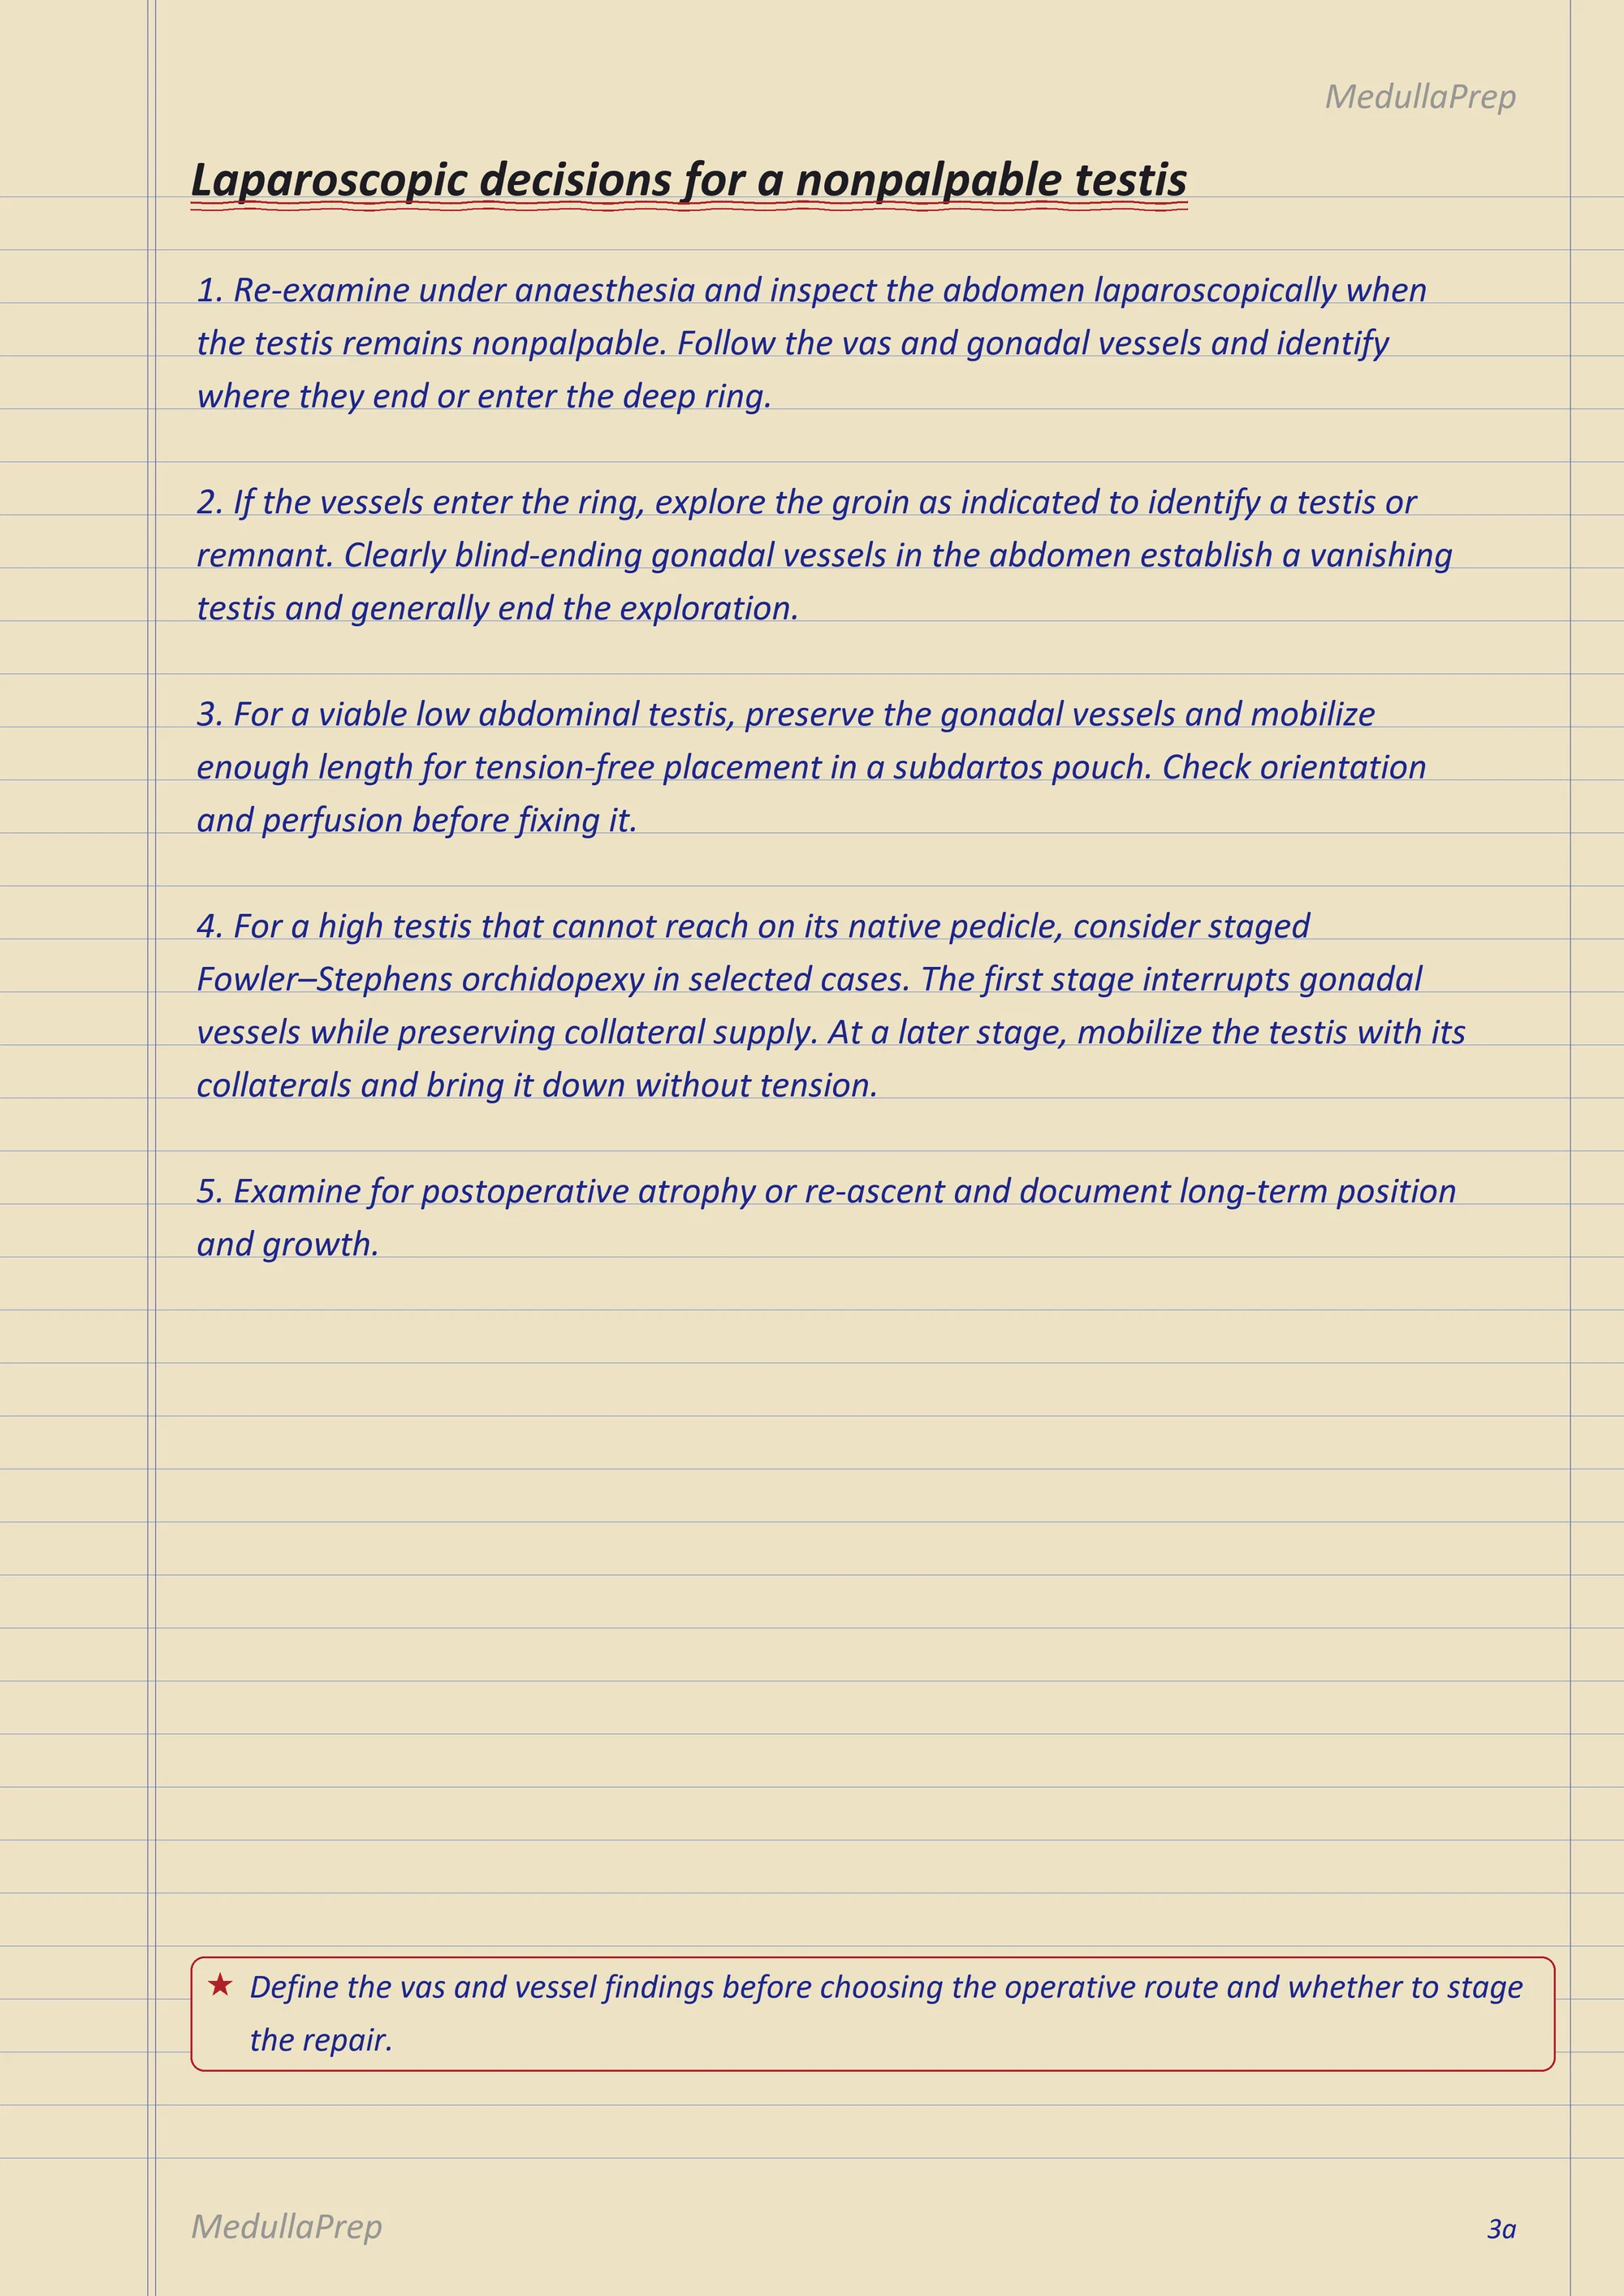 MedullaPrep
Laparoscopic decisions for a nonpalpable testis
1. Re-examine under anaesthesia and inspect the abdomen laparoscopically when
the testis remains nonpalpable. Follow the vas and gonadal vessels and identify
where they end or enter the deep ring.
2. If the vessels enter the ring, explore the groin as indicated to identify a testis or
remnant. Clearly blind-ending gonadal vessels in the abdomen establish a vanishing
testis and generally end the exploration.
3. For a viable low abdominal testis, preserve the gonadal vessels and mobilize
enough length for tension-free placement in a subdartos pouch. Check orientation
and perfusion before fixing it.
4. For a high testis that cannot reach on its native pedicle, consider staged
Fowler–Stephens orchidopexy in selected cases. The first stage interrupts gonadal
vessels while preserving collateral supply. At a later stage, mobilize the testis with its
collaterals and bring it down without tension.
5. Examine for postoperative atrophy or re-ascent and document long-term position
and growth.
★ Define the vas and vessel findings before choosing the operative route and whether to stage
the repair.
MedullaPrep
3a